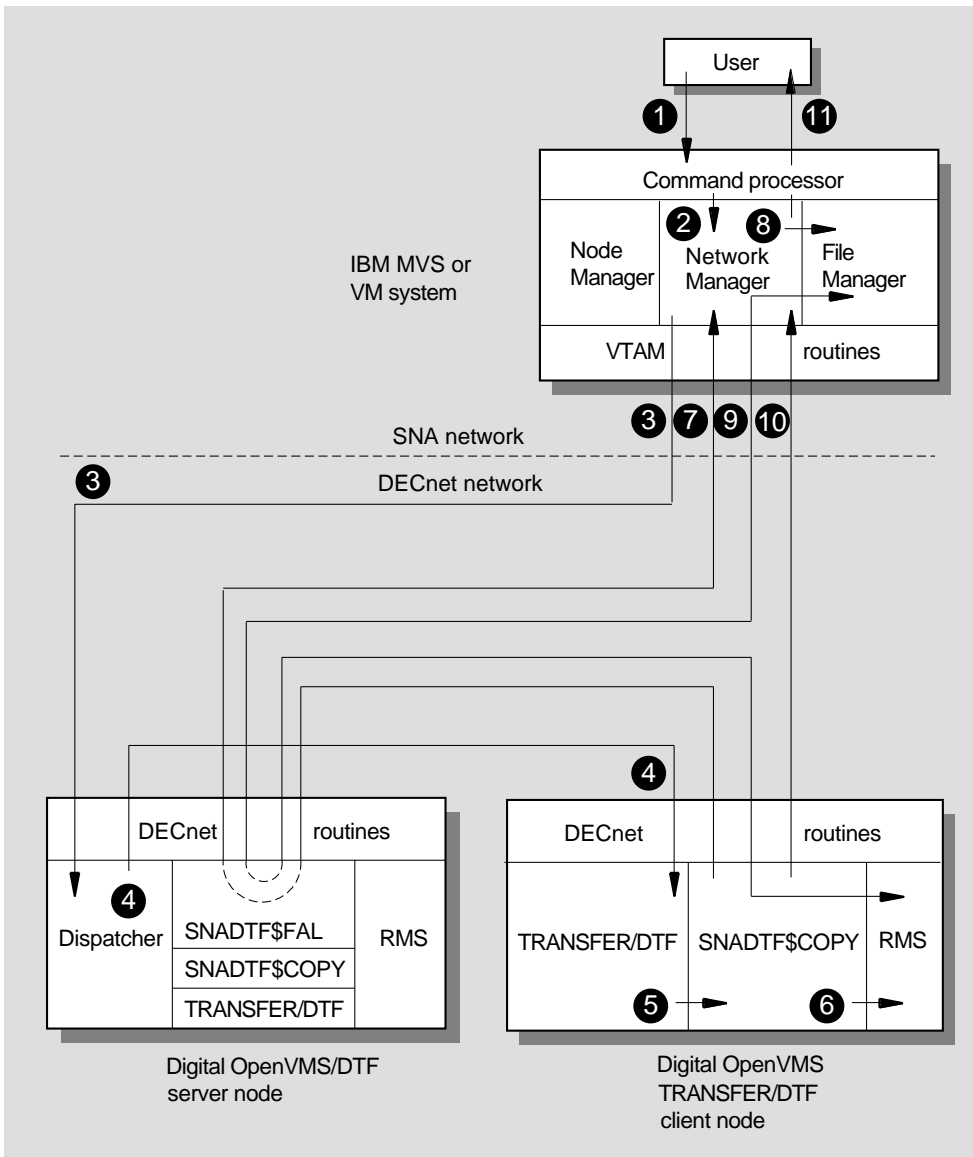 User
1
11
Command processor
2
8
Node
Manager
Network
Manager
File
Manager
IBM MVS or
VM system
VTAM
routines
3
7
9
10
SNA network
3
DECnet network
4
DECnet
routines
4
Dispatcher
SNADTF$FAL
SNADTF$COPY
TRANSFER/DTF
RMS
DECnet
routines
TRANSFER/DTF
SNADTF$COPY
RMS
5
6
Digital OpenVMS/DTF
server node
Digital OpenVMS
TRANSFER/DTF
client node